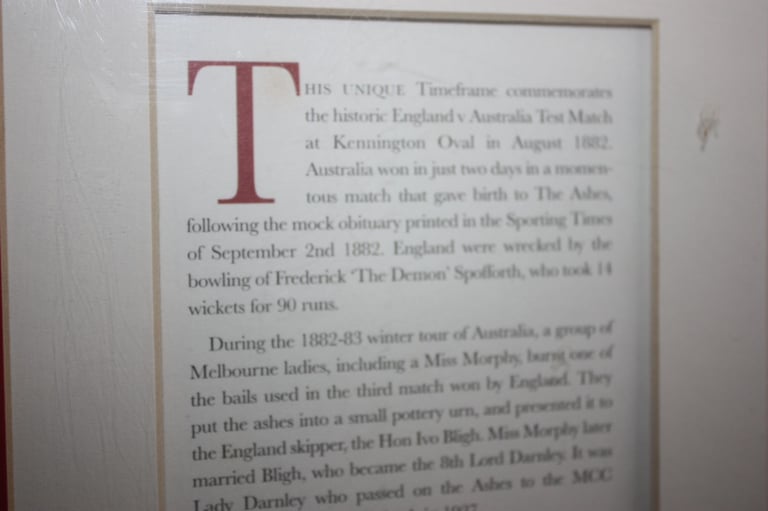 THIS UNIQUE Timeframe commemorates
the historic England v Australia Test Match
at Kennington Oval in August 1882.
Australia won in just two days in a momen-
tous match that gave birth to The Ashes,
following the mock obituary printed in the Sporting Times
of September 2nd 1882. England were wrecked by the
bowling of Frederick 'The Demon' Spofforth, who took 14
wickets for 90 runs.
During the 1882-83 winter tour of Australia, a group of
Melbourne ladies, including a Miss Morphy, burnt one of
the bails used in the third match won by England. They
put the ashes into a small pottery urn, and presented it to
the England skipper, the Hon Ivo Bligh. Miss Morphy later
married Bligh, who became the 8th Lord Darnley. It was
Lady Darnley who passed on the Ashes to the MCC